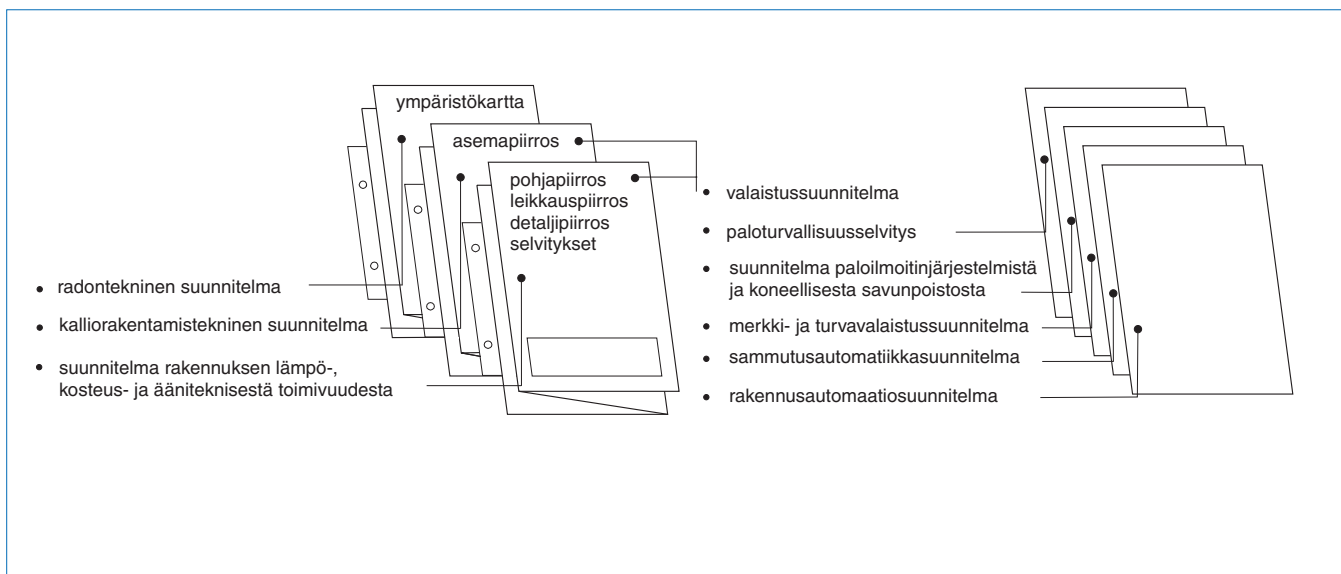 ympäristökartta
asemapiirros
pohjapiirros
leikkauspiirros
detaljipiirros
selvitykset
• radontekninen suunnitelma
• kalliorakentamistekninen suunnitelma
• suunnitelma rakennuksen lämpö-,
kosteus- ja ääniteknisestä toimivuudesta
• valaistussuunnitelma
• paloturvallisuusselvitys
• suunnitelma paloilmoitinjärjestelmistä
ja koneellisesta savunpoistosta
• merkki- ja turvavalaistussuunnitelma
• sammutusautomatiikkasuunnitelma
• rakennusautomaatiosuunnitelma